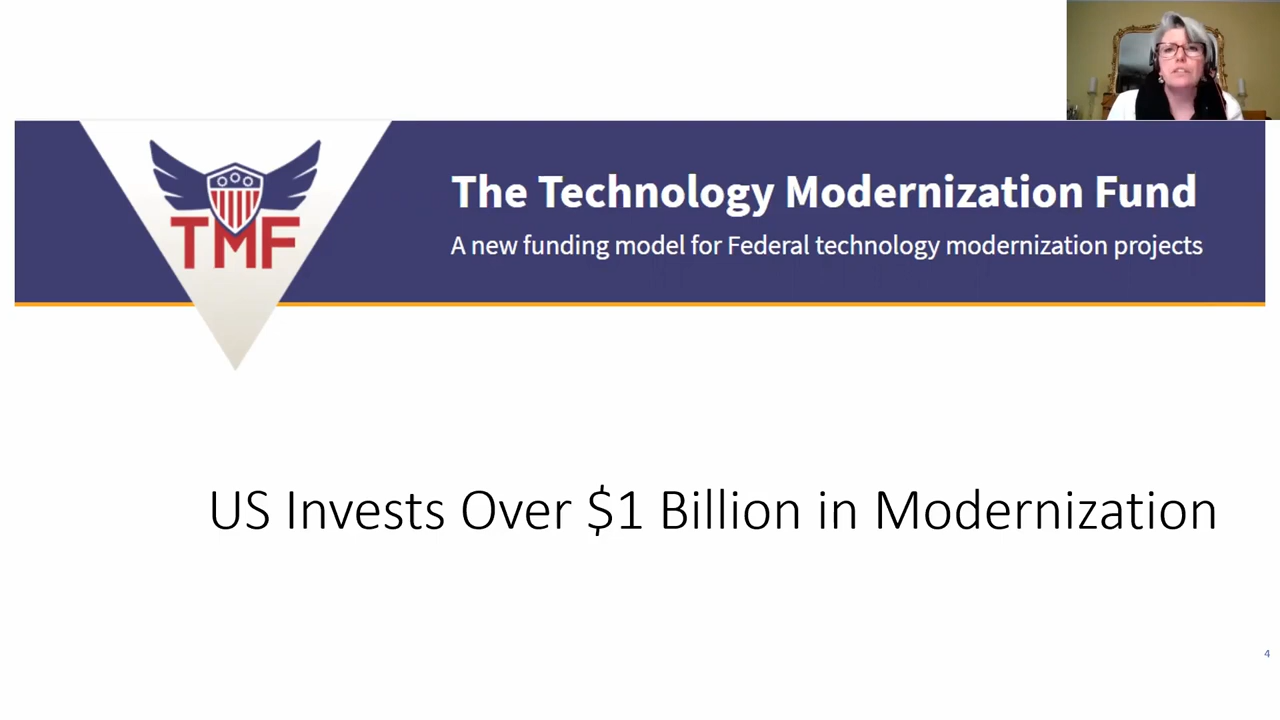 TMF
The Technology Modernization Fund
A new funding model for Federal technology modernization projects
US Invests Over $1 Billion in Modernization
4